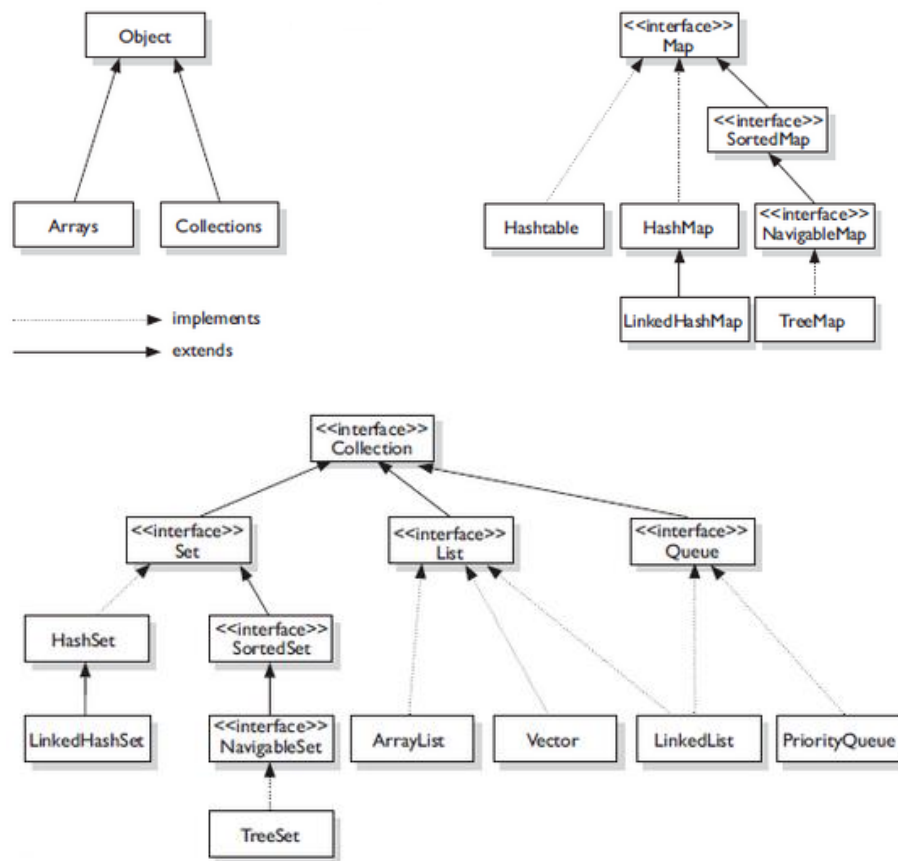 Object
<<interface>>
Map
<<interface>>
SortedMap
Arrays
Collections
Hashtable
HashMap
<<interface>>
NavigableMap
implements
extends
LinkedHashMap
TreeMap
<<interface>>
Collection
<<interface>>
Set
<<interface>>
List
<<interface>>
Queue
HashSet
<<interface>>
SortedSet
LinkedHashSet
<<interface>>
NavigableSet
ArrayList
Vector
LinkedList
PriorityQueue
TreeSet